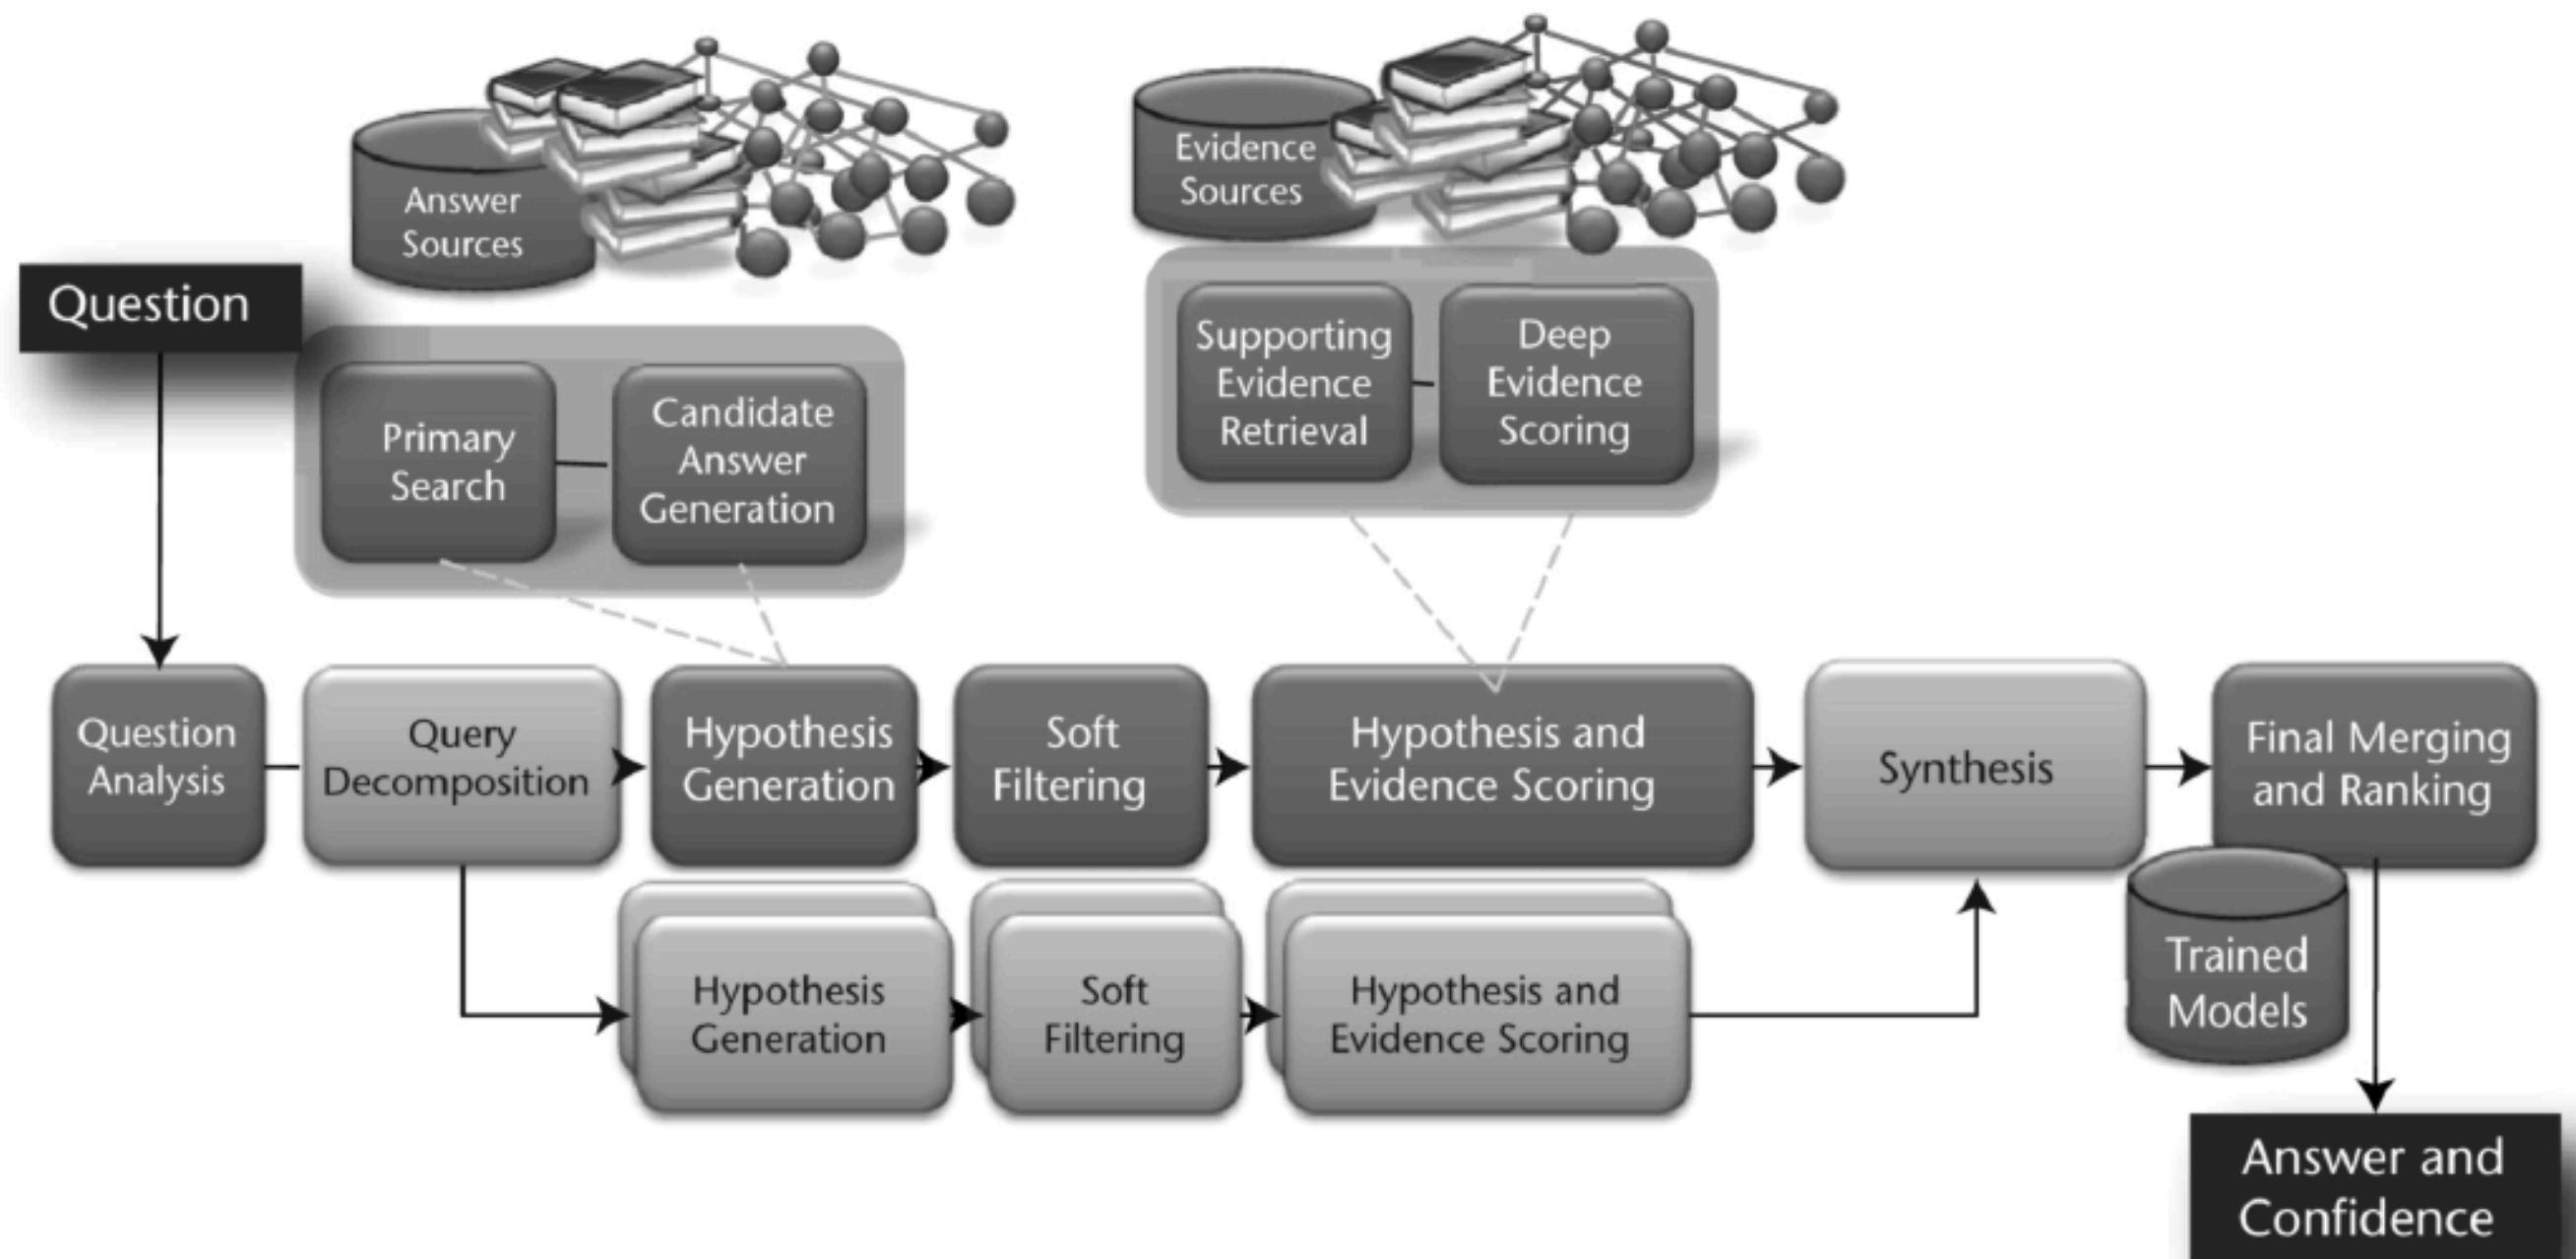 Answer
Sources
Evidence
Sources
Question
Primary
Search
Candidate
Answer
Generation
Supporting
Evidence
Retrieval
Deep
Evidence
Scoring
Question
Analysis
Query
Decomposition
Hypothesis
Generation
Soft
Filtering
Hypothesis and
Evidence Scoring
Synthesis
Final Merging
and Ranking
Hypothesis
Generation
Soft
Filtering
Hypothesis and
Evidence Scoring
Trained
Models
Answer and
Confidence